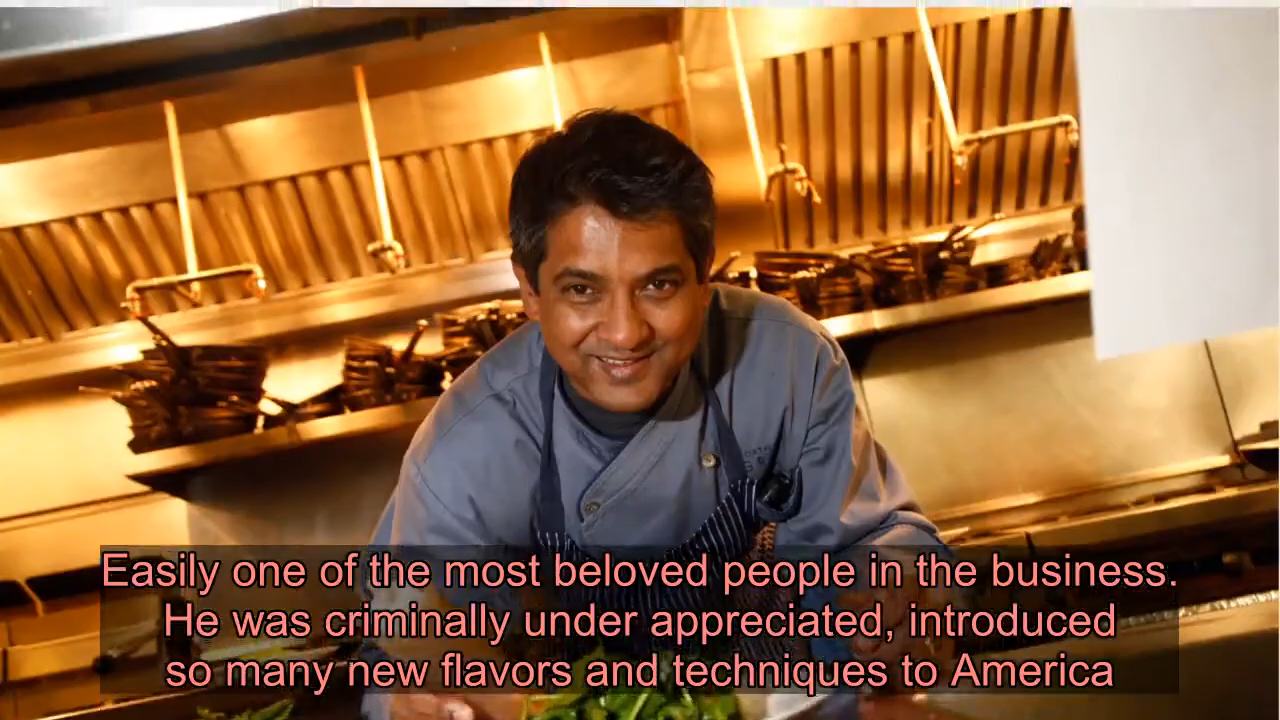 Easily one of the most beloved people in the business.
He was criminally under appreciated, introduced
so many new flavors and techniques to America